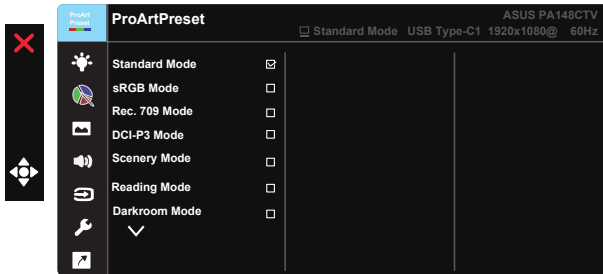 ProArt
Preset
ProArtPreset
ASUS PA148CTV
Standard Mode USB Type-C1 1920x1080@ 60Hz
Standard Mode
sRGB Mode
Rec. 709 Mode
DCI-P3 Mode
Scenery Mode
Reading Mode
Darkroom Mode